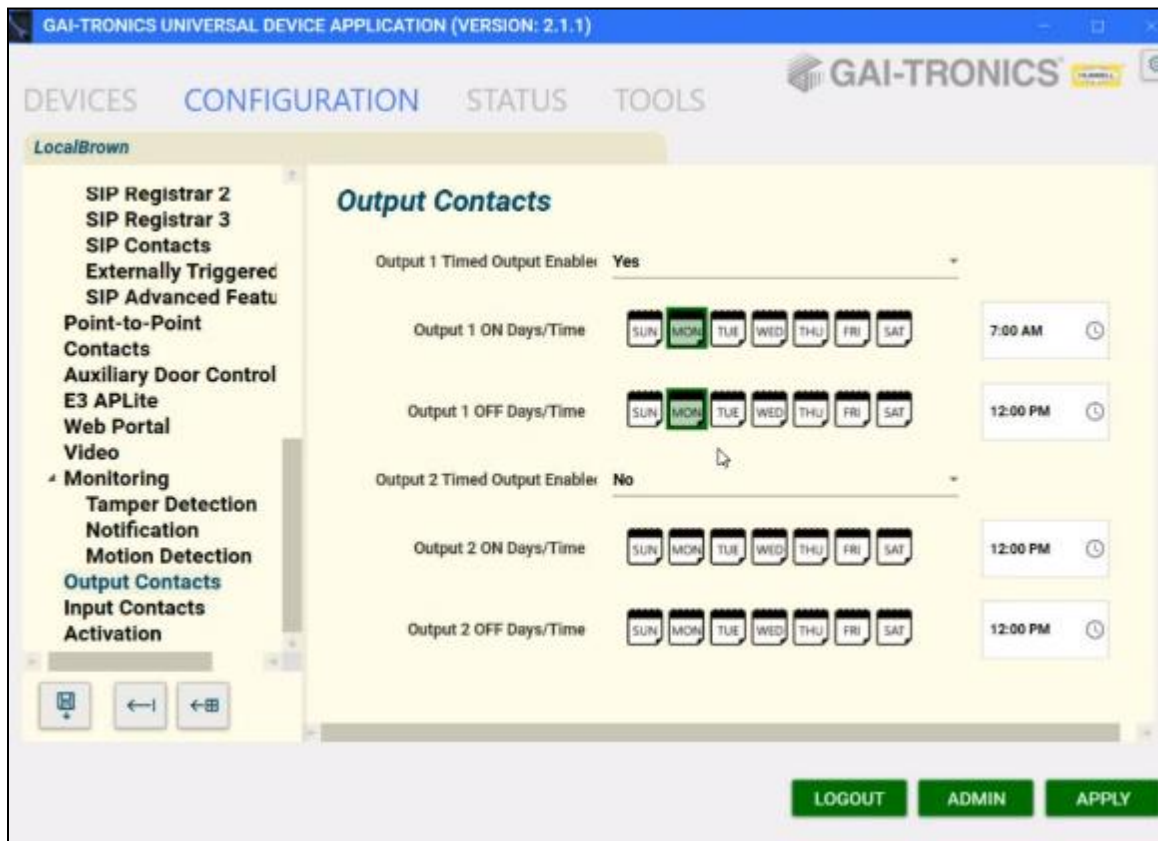 GAI-TRONICS UNIVERSAL DEVICE APPLICATION (VERSION: 2.1.1)
GAI-TRONICS
HUBBELL
DEVICES CONFIGURATION STATUS TOOLS
LocalBrown
SIP Registrar 2
SIP Registrar 3
SIP Contacts
Externally Triggered
SIP Advanced Featu
Point-to-Point
Contacts
Auxiliary Door Control
E3 APLite
Web Portal
Video
Monitoring
Tamper Detection
Notification
Motion Detection
Output Contacts
Input Contacts
Activation
Output Contacts
Output 1 Timed Output Enable Yes
Output 1 ON Days/Time SUN MON TUE WED THU FRI SAT 7:00 AM
Output 1 OFF Days/Time SUN MON TUE WED THU FRI SAT 12:00 PM
Output 2 Timed Output Enable No
Output 2 ON Days/Time SUN MON TUE WED THU FRI SAT 12:00 PM
Output 2 OFF Days/Time SUN MON TUE WED THU FRI SAT 12:00 PM
LOGOUT ADMIN APPLY